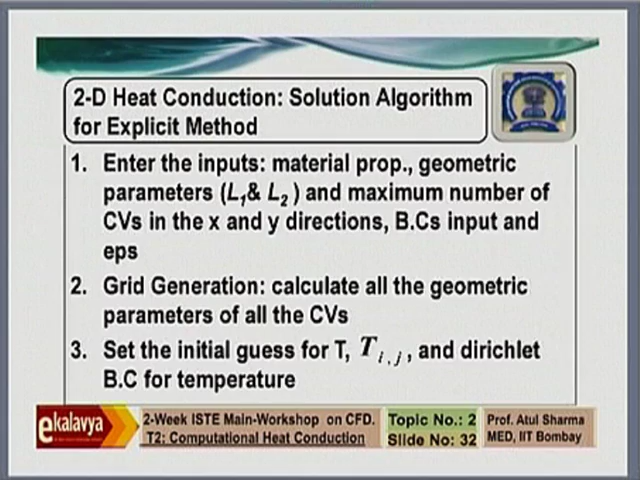 2-D Heat Conduction: Solution Algorithm
for Explicit Method
1. Enter the inputs: material prop., geometric
parameters (L1& L2 ) and maximum number of
CVs in the x and y directions, B.Cs input and
eps
2. Grid Generation: calculate all the geometric
parameters of all the CVs
3. Set the initial guess for T, T i , j , and dirichlet
B.C for temperature
ekalavya
2-Week ISTE Main-Workshop on CFD.
T2: Computational Heat Conduction
Topic No.: 2
Slide No: 32
Prof. Atul Sharma
MED, IIT Bombay